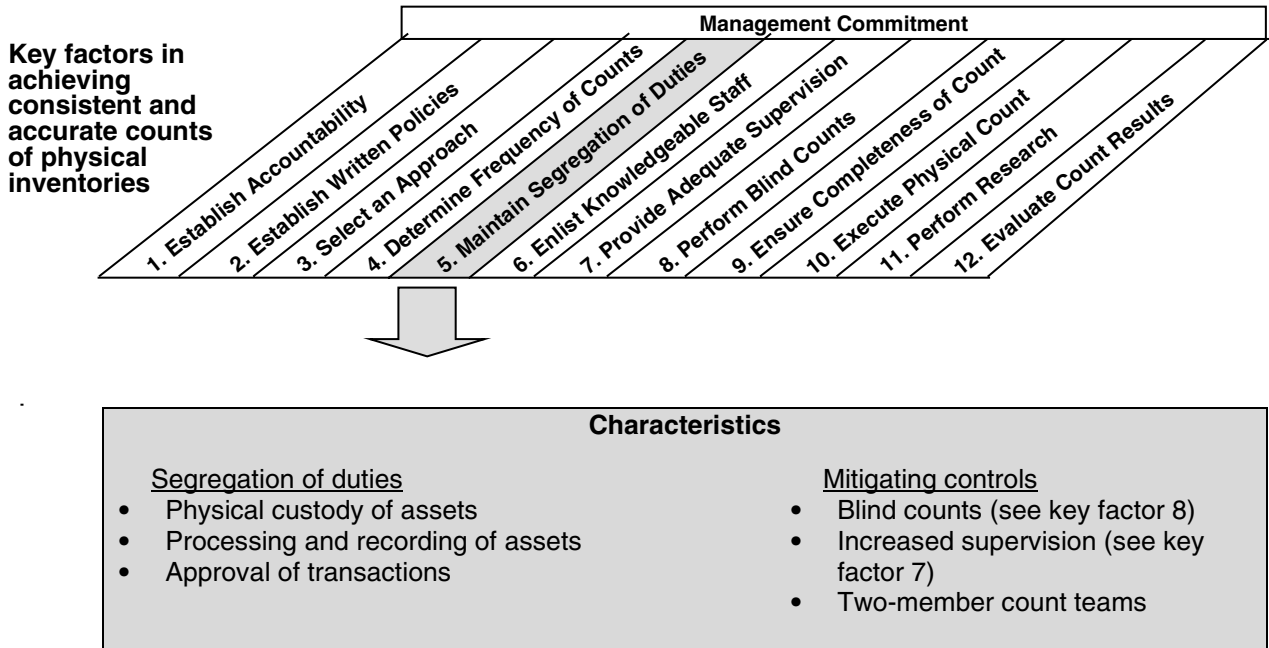 Management Commitment
Key factors in
achieving
consistent and
accurate counts
of physical
inventories
1. Establish Accountability
2. Establish Written Policies
3. Select an Approach
4. Determine Frequency of Counts
5. Maintain Segregation of Duties
6. Enlist Knowledgeable Staff
7. Provide Adequate Supervision
8. Perform Blind Counts
9. Ensure Completeness of Count
10. Execute Physical Count
11. Perform Research
12. Evaluate Count Results
Characteristics
Segregation of duties
• Physical custody of assets
• Processing and recording of assets
• Approval of transactions
Mitigating controls
• Blind counts (see key factor 8)
• Increased supervision (see key
factor 7)
• Two-member count teams